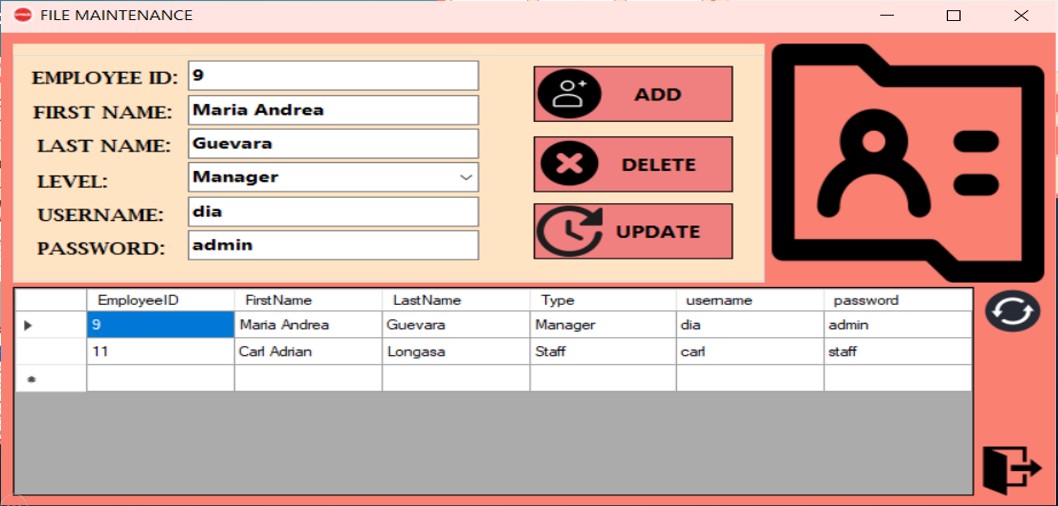 FILE MAINTENANCE
EMPLOYEE ID: 9
FIRST NAME: Maria Andrea
LAST NAME: Guevara
LEVEL: Manager
USERNAME: dia
PASSWORD: admin
ADD
DELETE
UPDATE
EmployeeID FirstName LastName Type username password
9 Maria Andrea Guevara Manager dia admin
11 Carl Adrian Longasa Staff carl staff